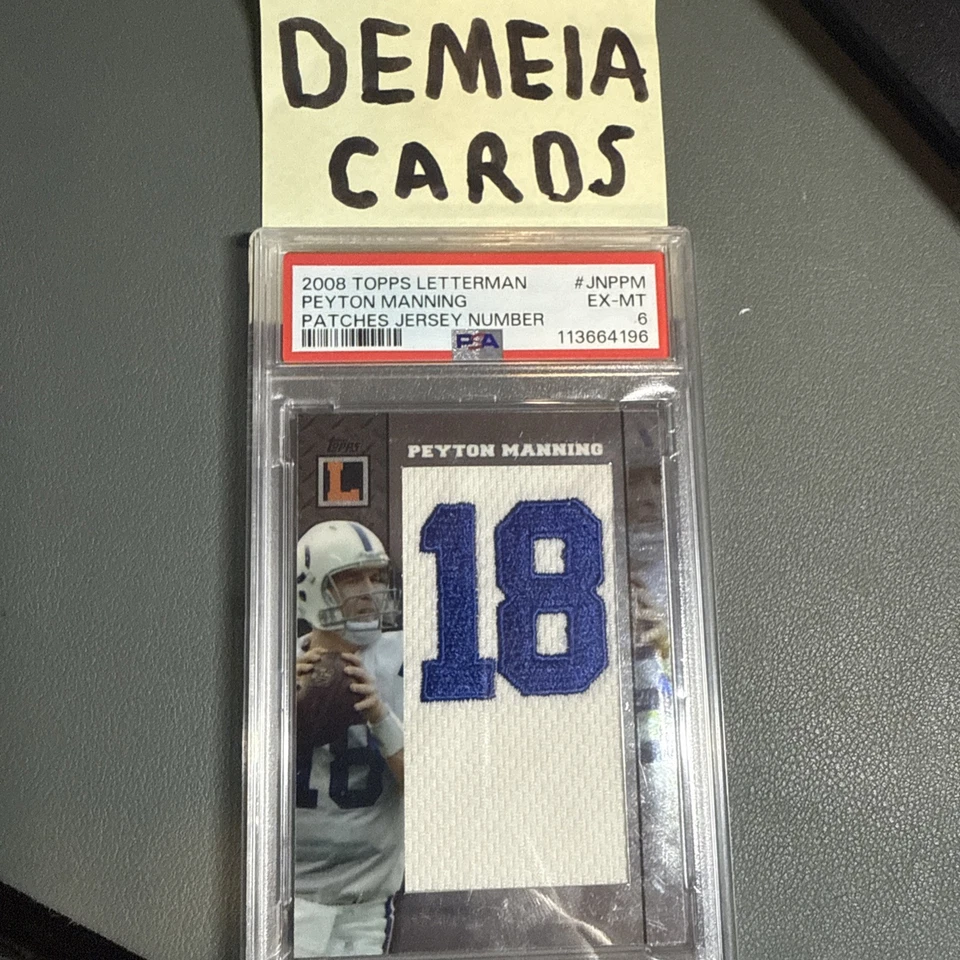 DEMEIA
CARDS
2008 TOPPS LETTERMAN #JNPPM
PEYTON MANNING EX-MT
PATCHES JERSEY NUMBER 6
PSA 113664196
TOPPS
L
PEYTON MANNING
18
18